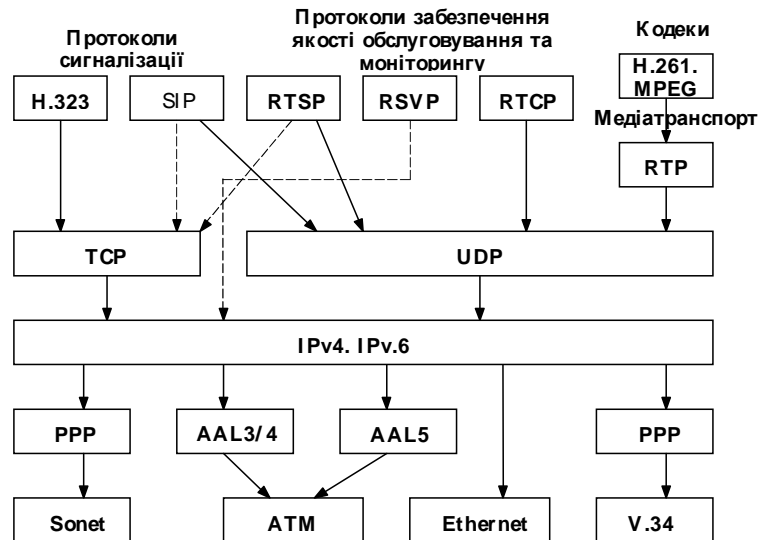 Протоколи
сигналізації
Протоколи забезпечення
якості обслуговування та
моніторингу
Кодеки
H.323
SIP
RTSP
RSVP
RTCP
H.261.
MPEG
Медіатранспорт
RTP
TCP
UDP
IPv4. IPv.6
PPP
AAL3/4
AAL5
PPP
Sonet
ATM
Ethernet
V.34